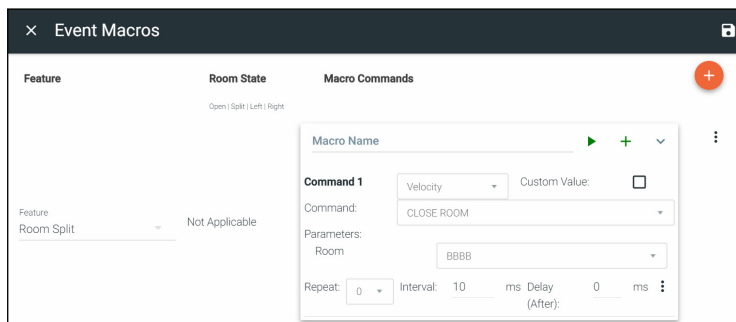 Event Macros
Feature Room State Macro Commands
Open | Split | Left | Right
Macro Name
Command 1 Velocity Custom Value:
Command: CLOSE ROOM
Feature
Room Split Not Applicable
Parameters:
Room BBBB
Repeat: 0 Interval: 10 ms Delay (After): 0 ms